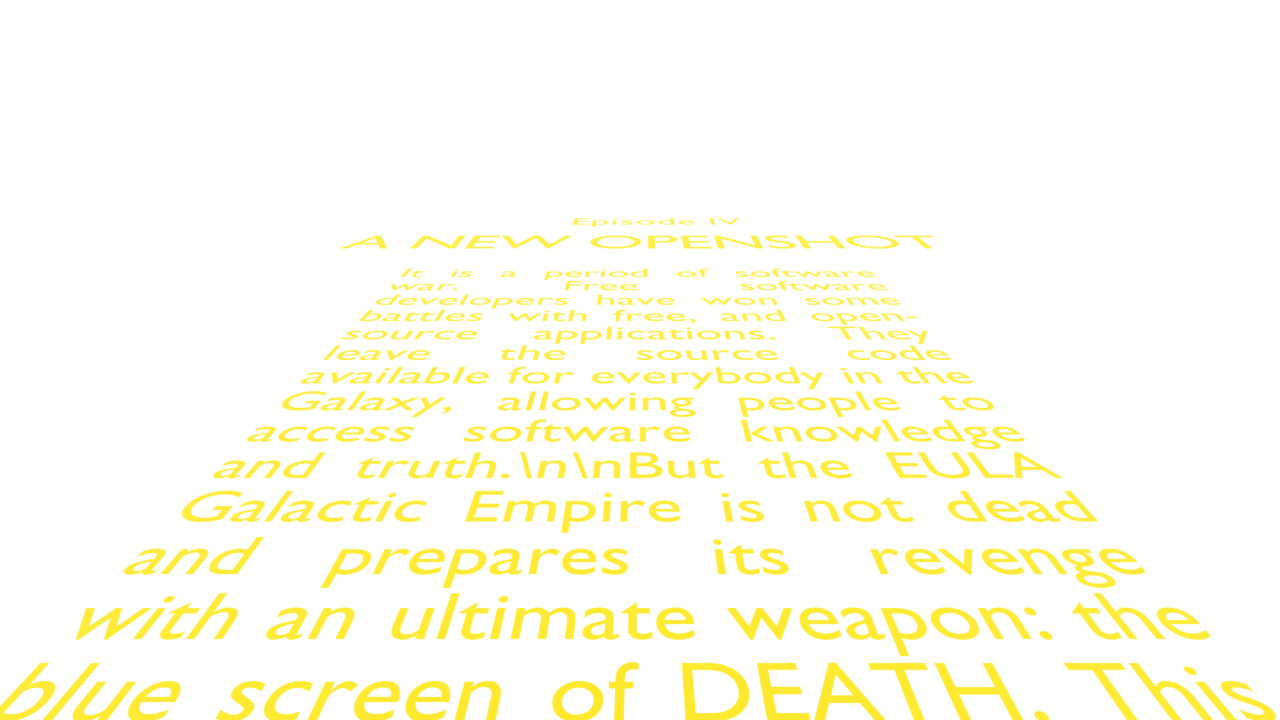 Episode IV
A NEW OPENSHOT
It is a period of software
war. Free software
developers have won some
battles with free, and open-
source applications. They
leave the source code
available for everybody in the
Galaxy, allowing people to
access software knowledge
and truth.\n\nBut the EULA
Galactic Empire is not dead
and prepares its revenge
with an ultimate weapon: the
blue screen of DEATH. This